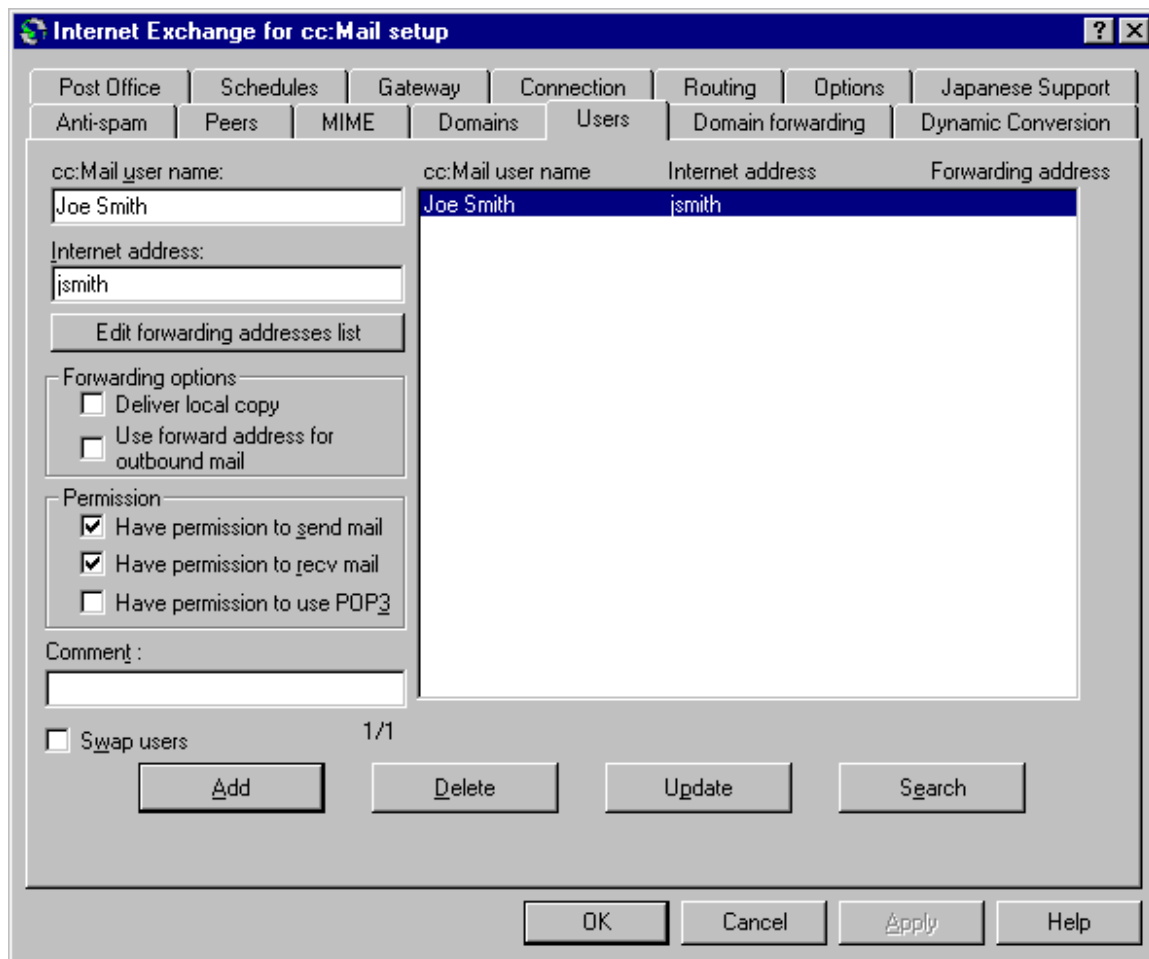 Internet Exchange for cc:Mail setup
Post Office Schedules Gateway Connection Routing Options Japanese Support
Anti-spam Peers MIME Domains Users Domain forwarding Dynamic Conversion
cc:Mail user name:
Joe Smith
Internet address:
jsmith
Edit forwarding addresses list
Forwarding options
Deliver local copy
Use forward address for
outbound mail
Permission
Have permission to send mail
Have permission to recv mail
Have permission to use POP3
Comment :
Swap users
1/1
cc:Mail user name Internet address Forwarding address
Joe Smith jsmith
Add Delete Update Search
OK Cancel Apply Help